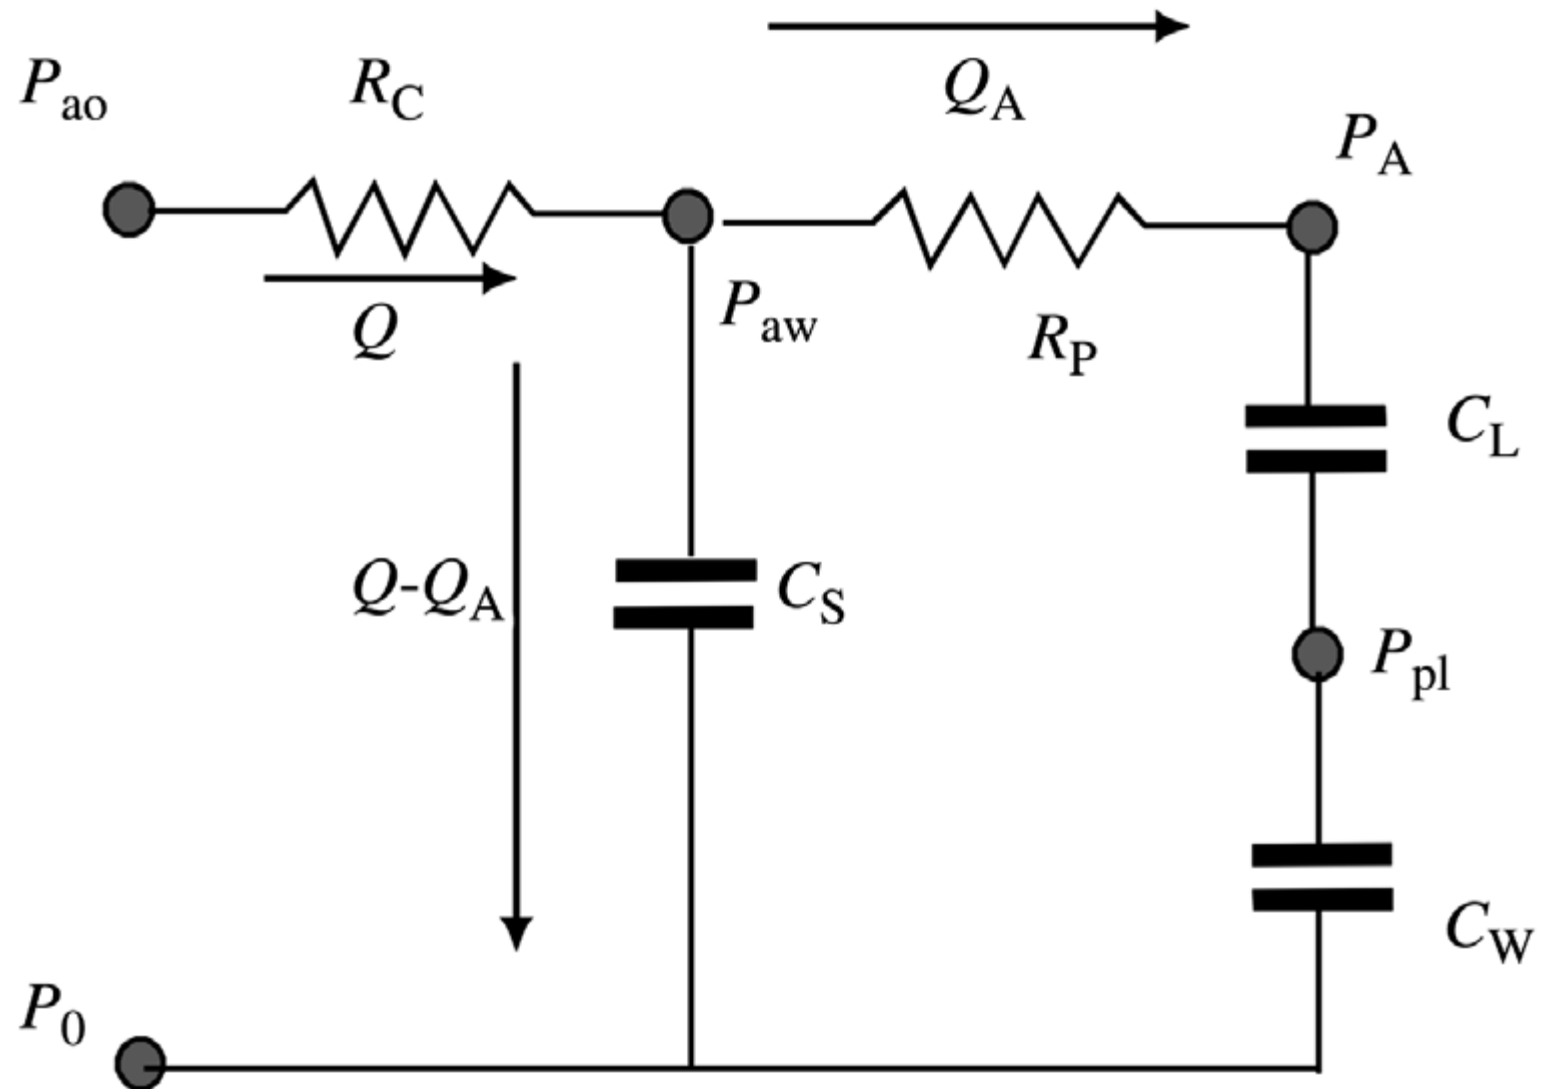 Q_A
P_ao
R_C
P_A
Q
P_aw
R_P
C_L
Q-Q_A
C_S
P_pl
C_W
P_0